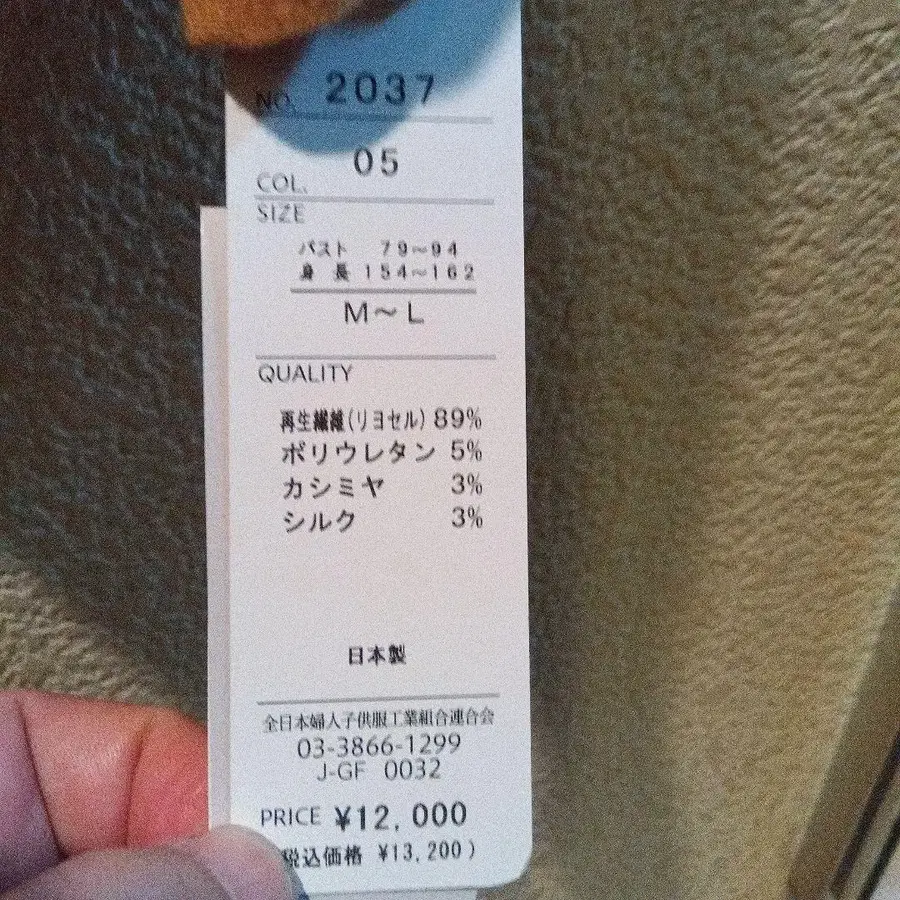 NO. 2037
COL. 05
SIZE
バスト 79~94
身長 154~162
M~L
QUALITY
再生繊維(リヨセル) 89%
ポリウレタン 5%
カシミヤ 3%
シルク 3%
日本製
全日本婦人子供服工業組合連合会
03-3866-1299
J-GF 0032
PRICE ¥12,000
税込価格 ¥13,200)